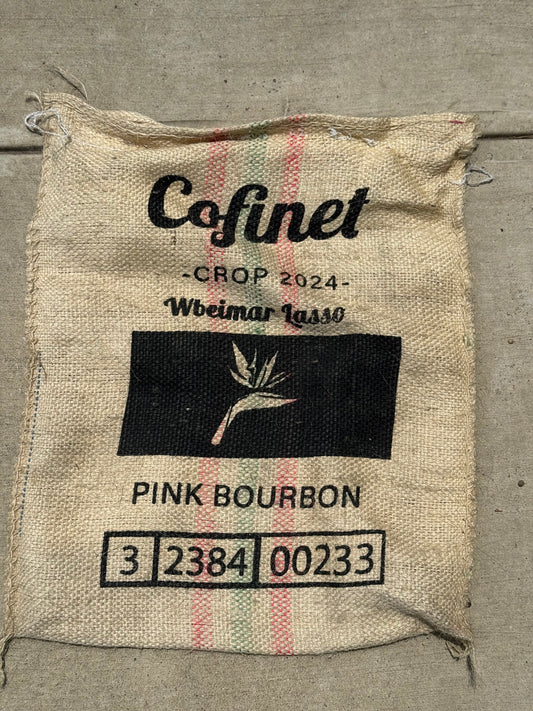 Cofinet
-CROP 2024-
Wbeimar Lasso
PINK BOURBON
3 2384 00233